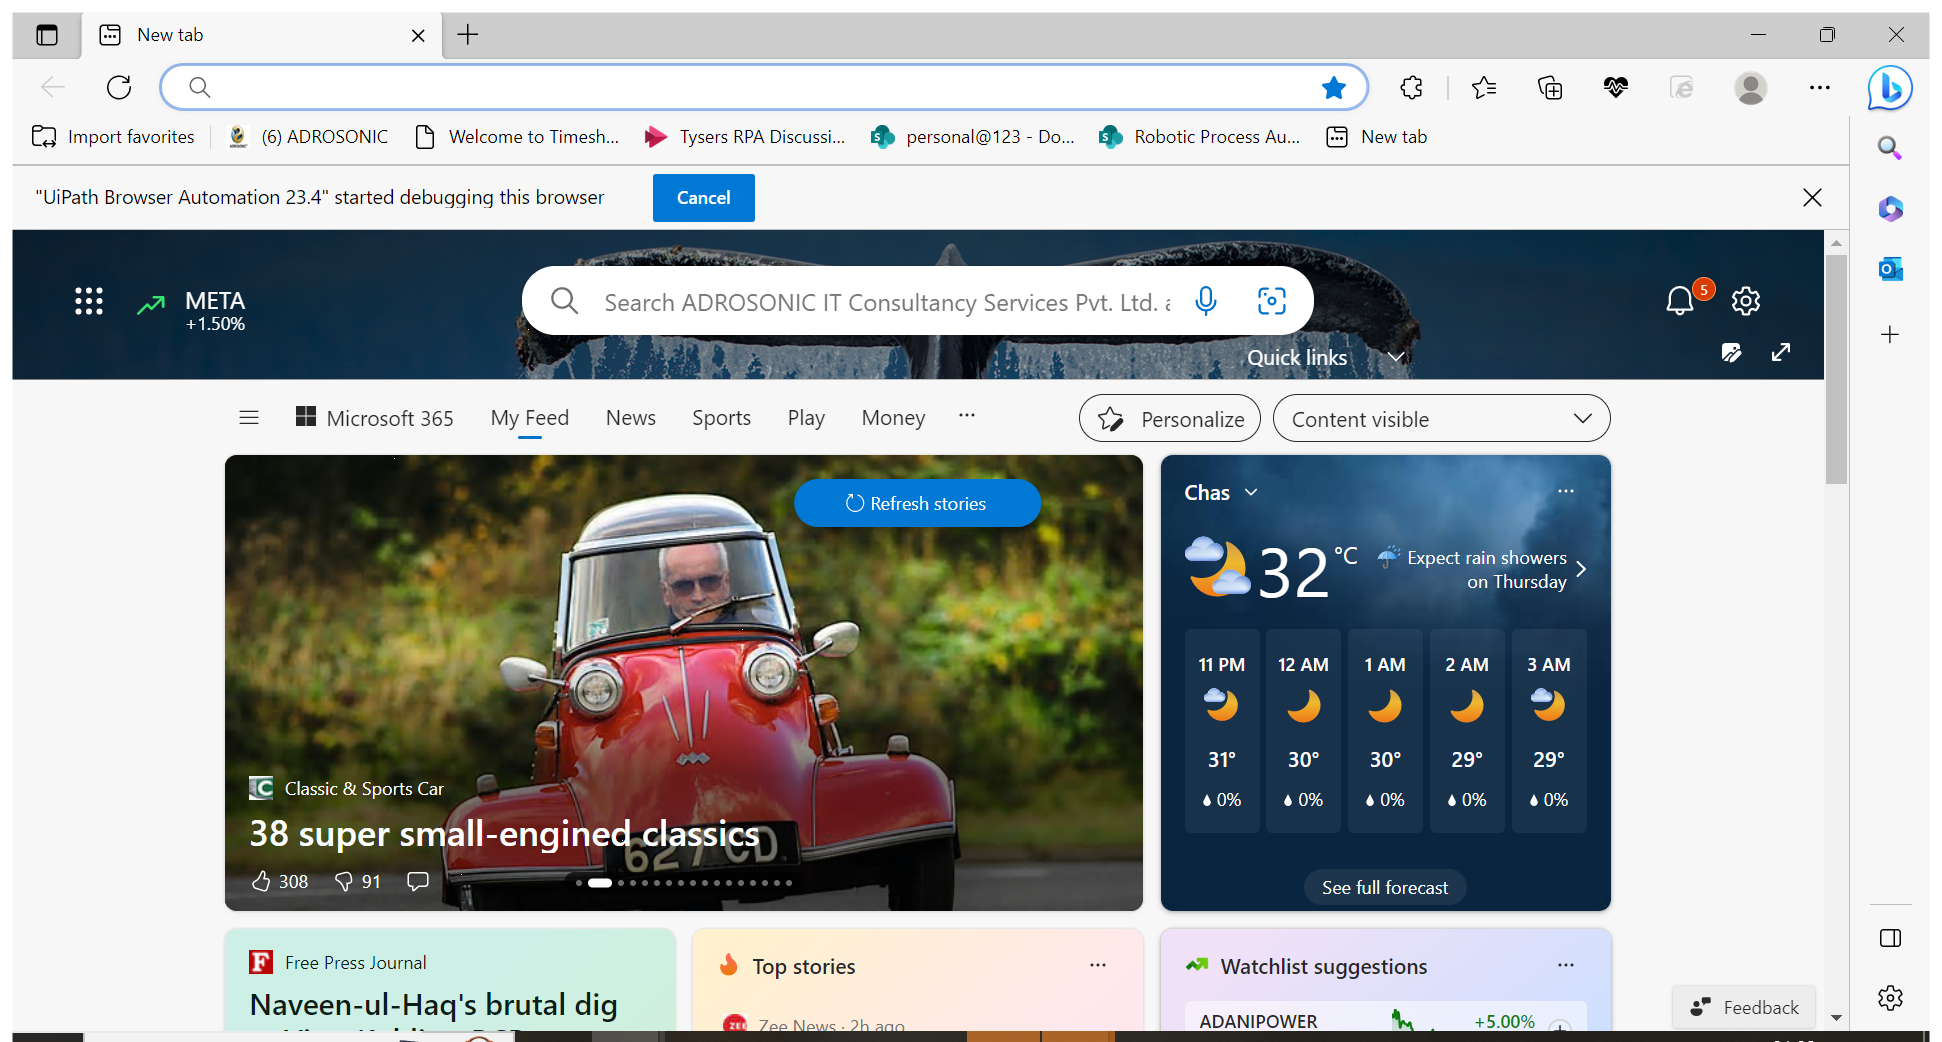 New tab
Import favorites
(6) ADROSONIC
Welcome to Timesh...
Tysers RPA Discussi...
personal@123 - Do...
Robotic Process Au...
New tab
"UiPath Browser Automation 23.4" started debugging this browser
Cancel
META
+1.50%
Search ADROSONIC IT Consultancy Services Pvt. Ltd. a
5
Quick links
Microsoft 365
My Feed
News
Sports
Play
Money
Personalize
Content visible
Refresh stories
Classic & Sports Car
38 super small-engined classics
627 CD
308
91
Chas
32 °C
Expect rain showers
on Thursday
11 PM 12 AM 1 AM 2 AM 3 AM
31° 30° 30° 29° 29°
0% 0% 0% 0% 0%
See full forecast
Free Press Journal
Naveen-ul-Haq's brutal dig
Top stories
Zee News · 2h ago
Watchlist suggestions
ADANIPOWER
+5.00%
Feedback